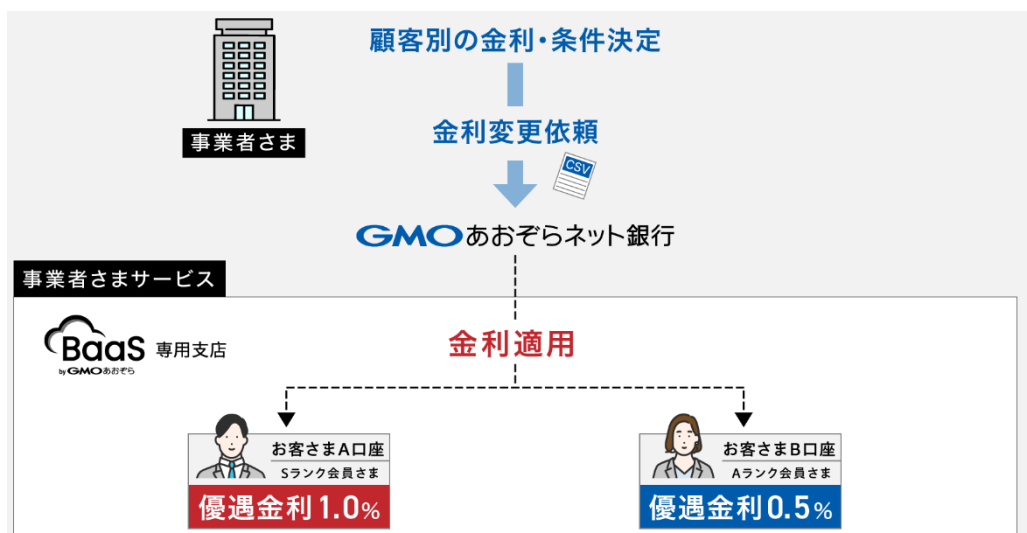 顧客別の金利・条件決定
事業者さま
金利変更依頼
CSV
GMOあおぞらネット銀行
事業者さまサービス
BaaS 専用支店
by GMOあおぞら
金利適用
お客さまA口座
Sランク会員さま
優遇金利1.0%
お客さまB口座
Aランク会員さま
優遇金利0.5%